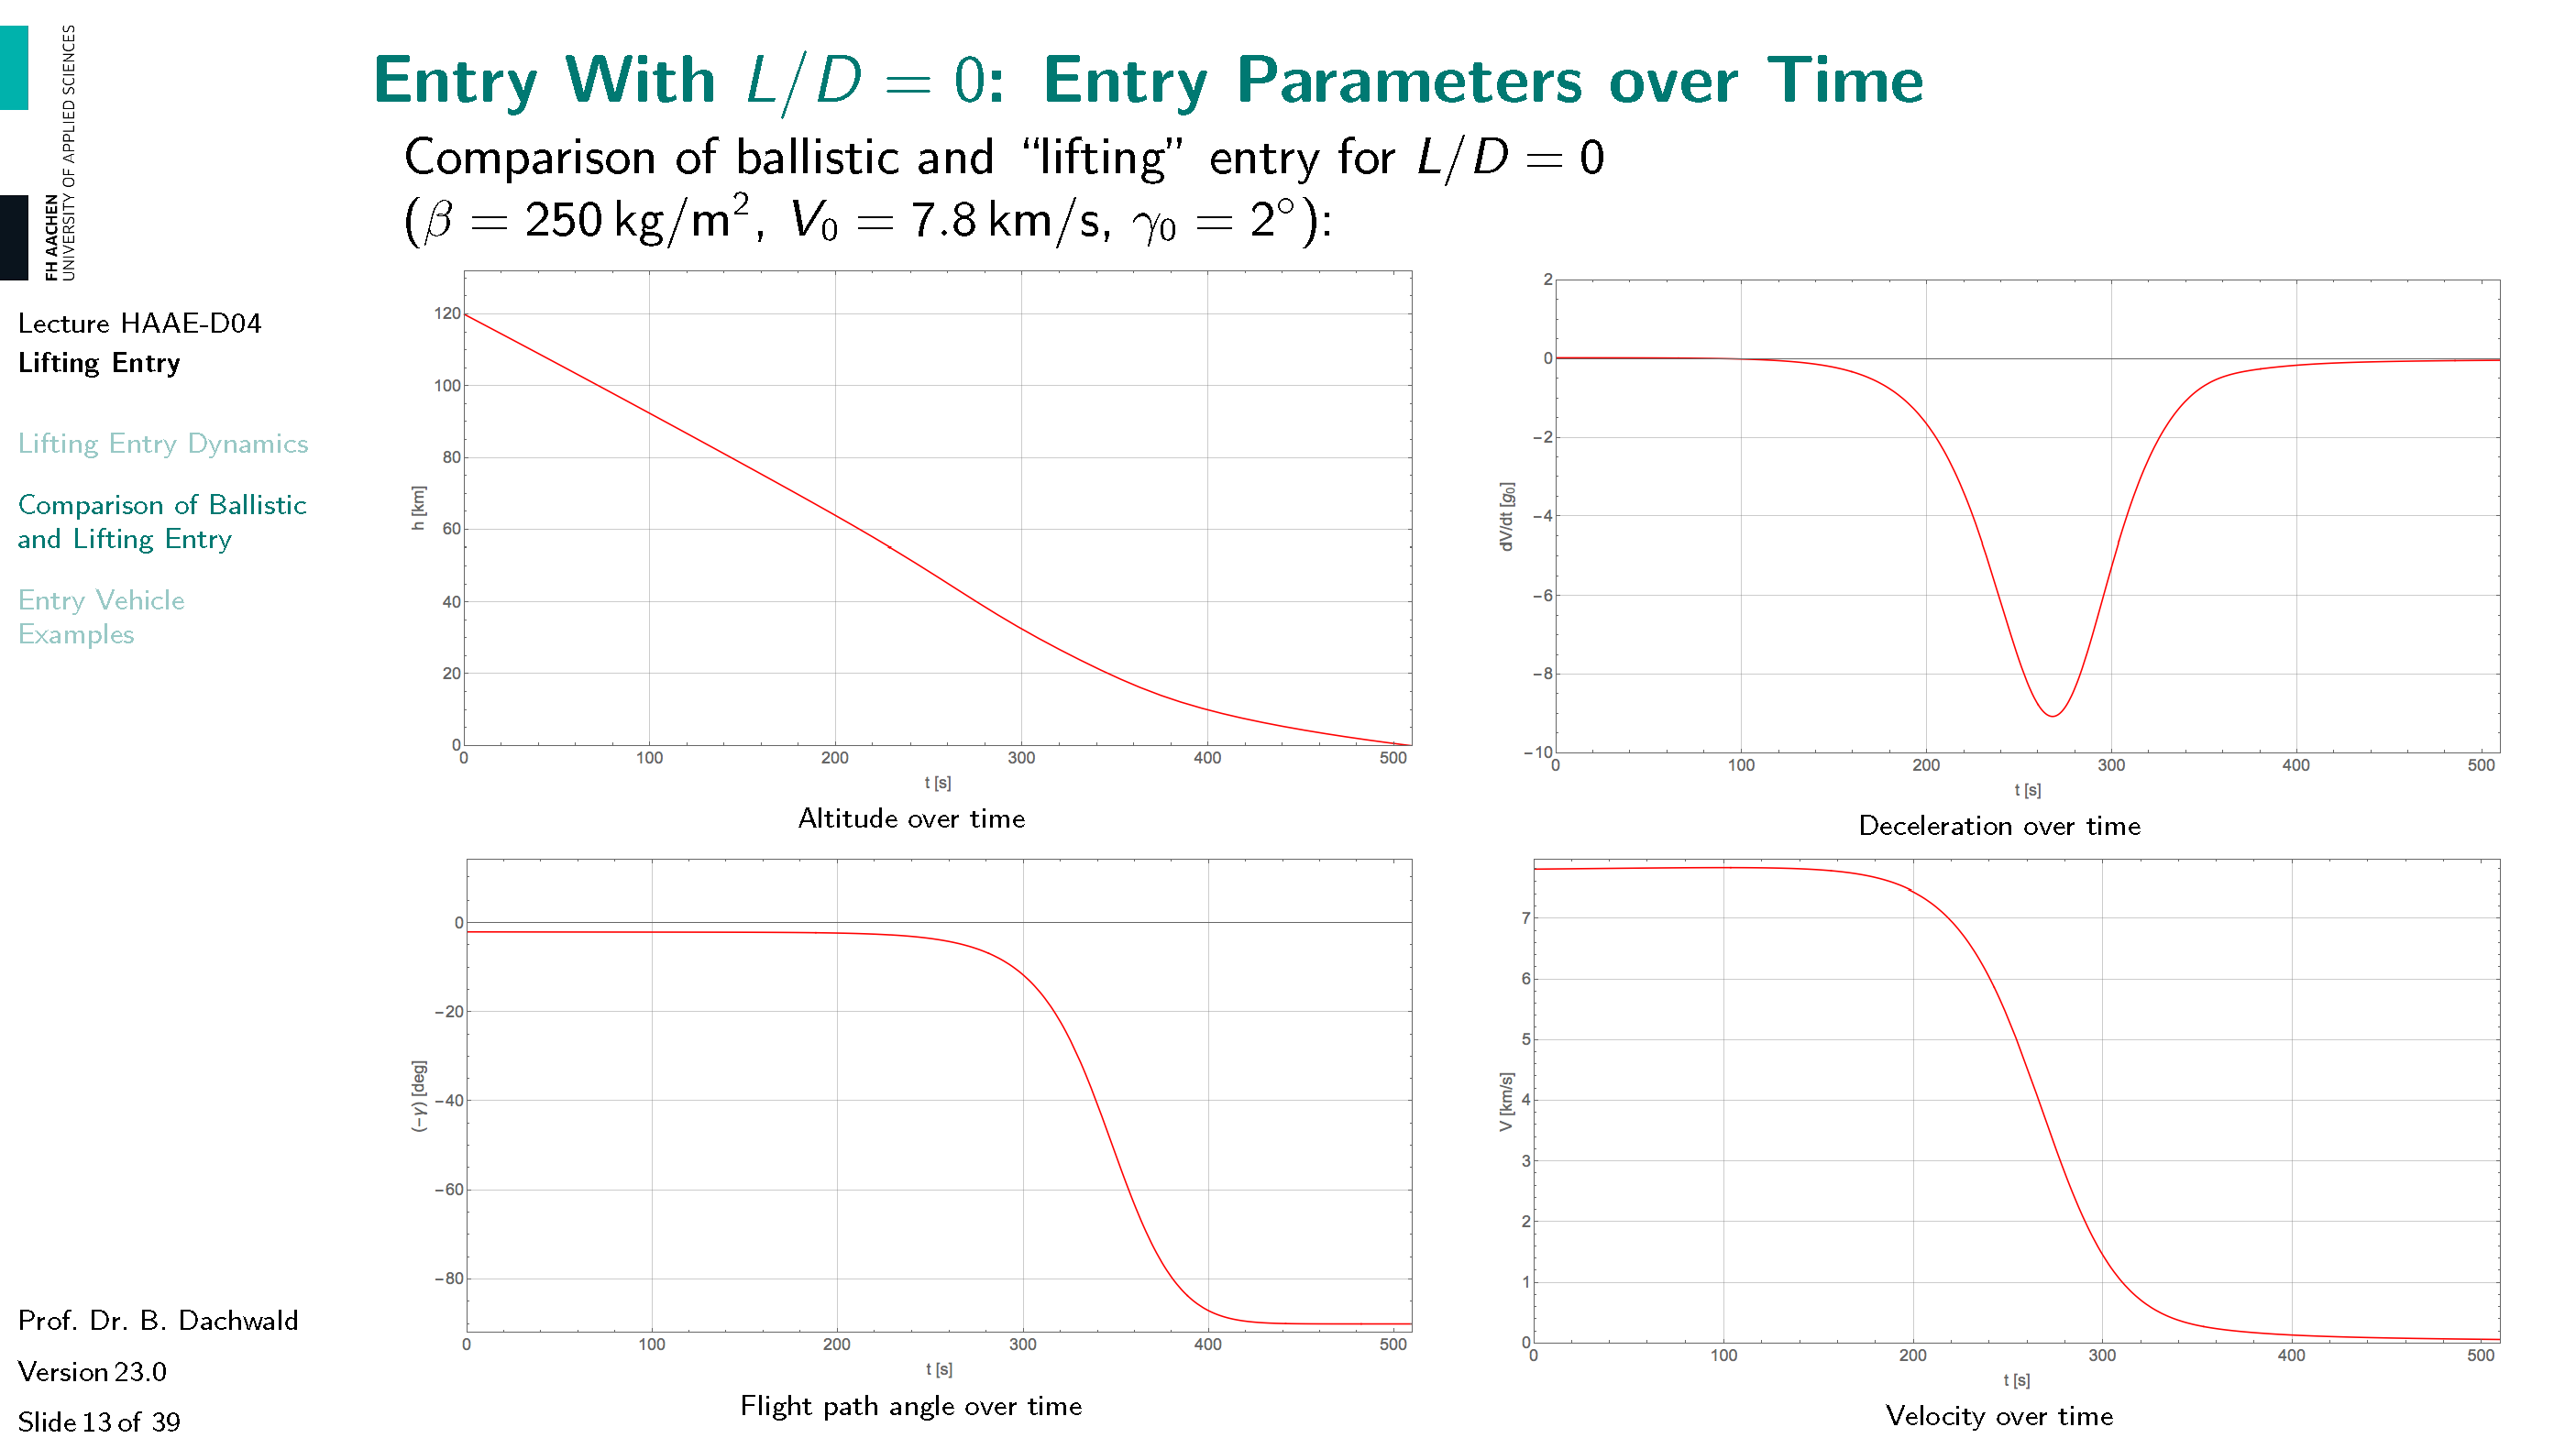 FH AACHEN
UNIVERSITY OF APPLIED SCIENCES
Lecture HAAE-D04
Lifting Entry
Lifting Entry Dynamics
Comparison of Ballistic
and Lifting Entry
Entry Vehicle
Examples
Prof. Dr. B. Dachwald
Version 23.0
Slide 13 of 39
Entry With L/D = 0: Entry Parameters over Time
Comparison of ballistic and “lifting” entry for L/D = 0
(β = 250 kg/m², V₀ = 7.8 km/s, γ₀ = 2°):
h [km]
120
100
80
60
40
20
0
0 100 200 300 400 500
t [s]
Altitude over time
dV/dt [g₀]
2
0
−2
−4
−6
−8
−10
0 100 200 300 400 500
t [s]
Deceleration over time
(−γ) [deg]
0
−20
−40
−60
−80
0 100 200 300 400 500
t [s]
Flight path angle over time
V [km/s]
7
6
5
4
3
2
1
0
0 100 200 300 400 500
t [s]
Velocity over time